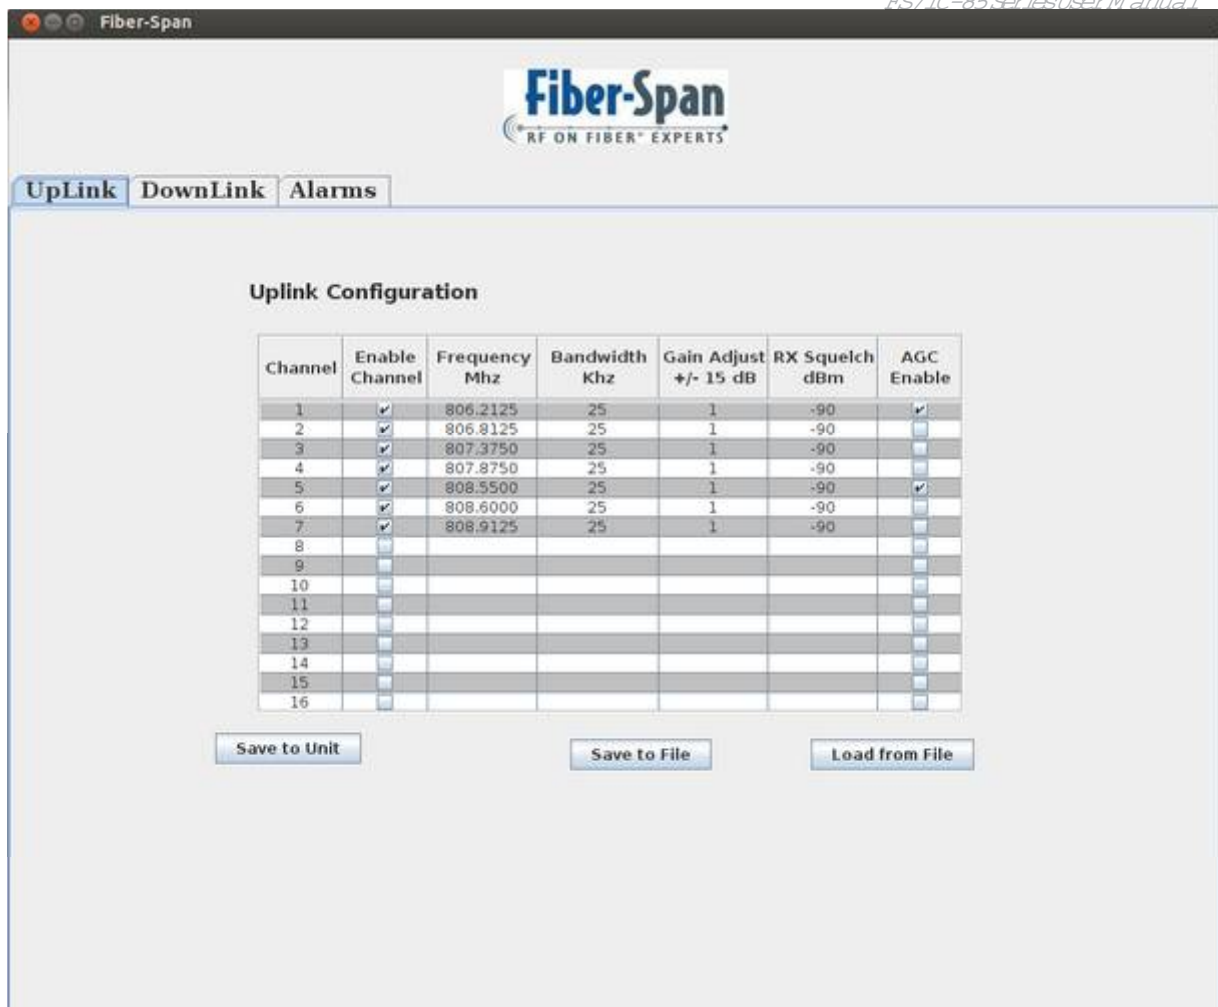 Fiber-Span
Fiber-Span
RF ON FIBER® EXPERTS
UpLink DownLink Alarms
Uplink Configuration
Channel Enable Channel Frequency Mhz Bandwidth Khz Gain Adjust +/- 15 dB RX Squelch dBm AGC Enable
1 806.2125 25 1 -90
2 806.8125 25 1 -90
3 807.3750 25 1 -90
4 807.8750 25 1 -90
5 808.5500 25 1 -90
6 808.6000 25 1 -90
7 808.9125 25 1 -90
8
9
10
11
12
13
14
15
16
Save to Unit Save to File Load from File